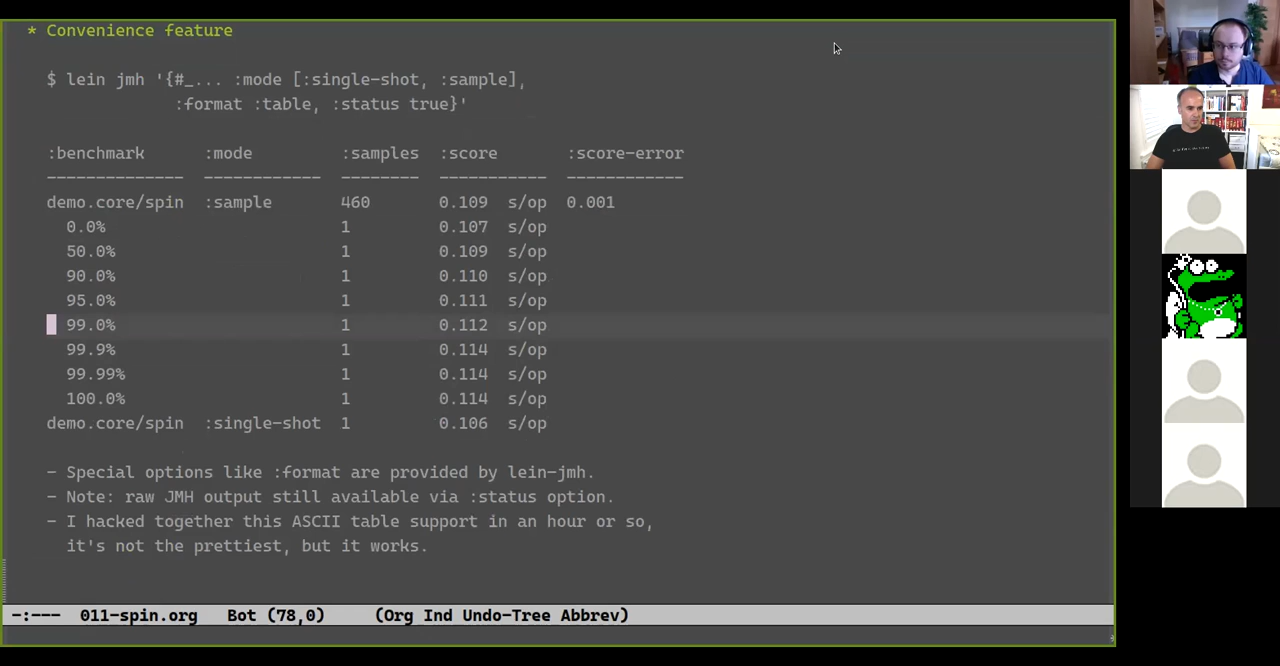 * Convenience feature
$ lein jmh '{#_... :mode [:single-shot, :sample],
:format :table, :status true}'
:benchmark :mode :samples :score :score-error
-------------- ------------ -------- ----------- ------------
demo.core/spin :sample 460 0.109 s/op 0.001
0.0% 1 0.107 s/op
50.0% 1 0.109 s/op
90.0% 1 0.110 s/op
95.0% 1 0.111 s/op
99.0% 1 0.112 s/op
99.9% 1 0.114 s/op
99.99% 1 0.114 s/op
100.0% 1 0.114 s/op
demo.core/spin :single-shot 1 0.106 s/op
- Special options like :format are provided by lein-jmh.
- Note: raw JMH output still available via :status option.
- I hacked together this ASCII table support in an hour or so,
it's not the prettiest, but it works.
-:--- 011-spin.org Bot (78,0) (Org Ind Undo-Tree Abbrev)